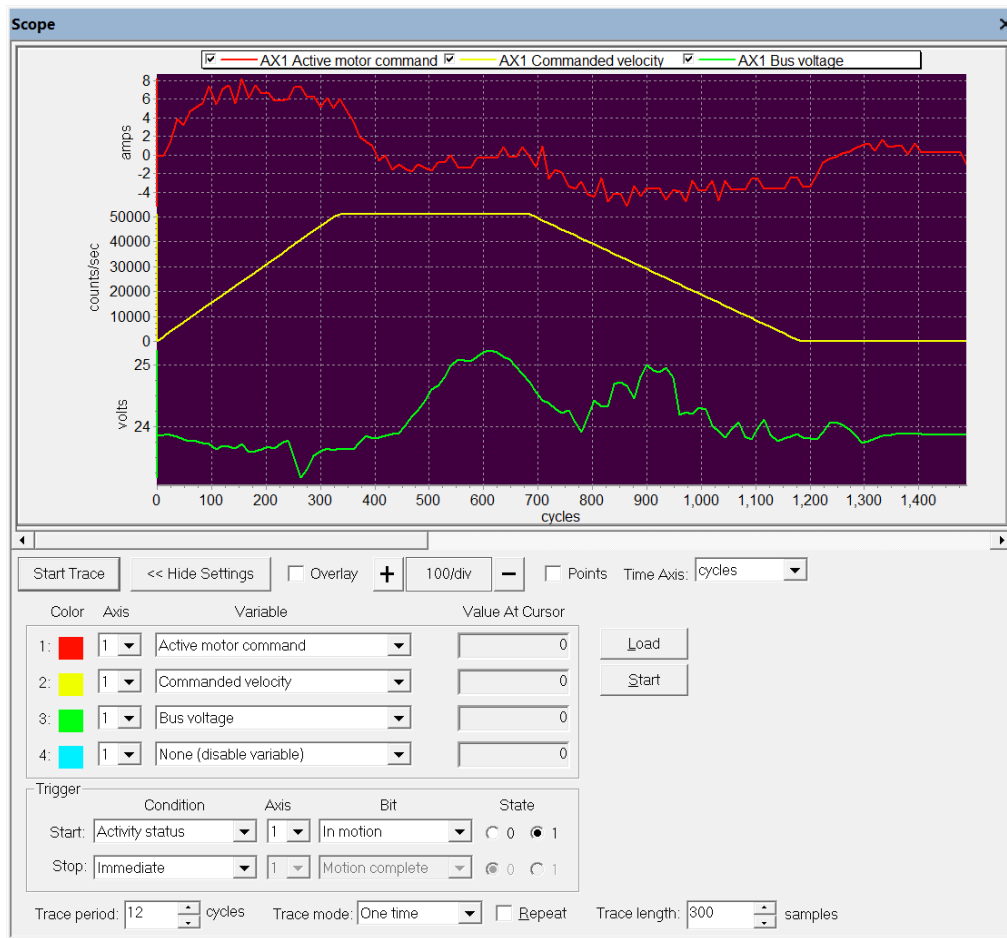 Scope ×
AX1 Active motor command AX1 Commanded velocity AX1 Bus voltage
8
6
4
2
0
-2
-4
amps
50000
40000
30000
20000
10000
0
counts/sec
25
24
volts
0 100 200 300 400 500 600 700 800 900 1,000 1,100 1,200 1,300 1,400
cycles
Start Trace << Hide Settings Overlay + 100/div − Points Time Axis: cycles
Color Axis Variable Value At Cursor
1: 1 Active motor command 0 Load
2: 1 Commanded velocity 0 Start
3: 1 Bus voltage 0
4: 1 None (disable variable) 0
Trigger
Condition Axis Bit State
Start: Activity status 1 In motion 0 1
Stop: Immediate 1 Motion complete 0 1
Trace period: 12 cycles Trace mode: One time Repeat Trace length: 300 samples